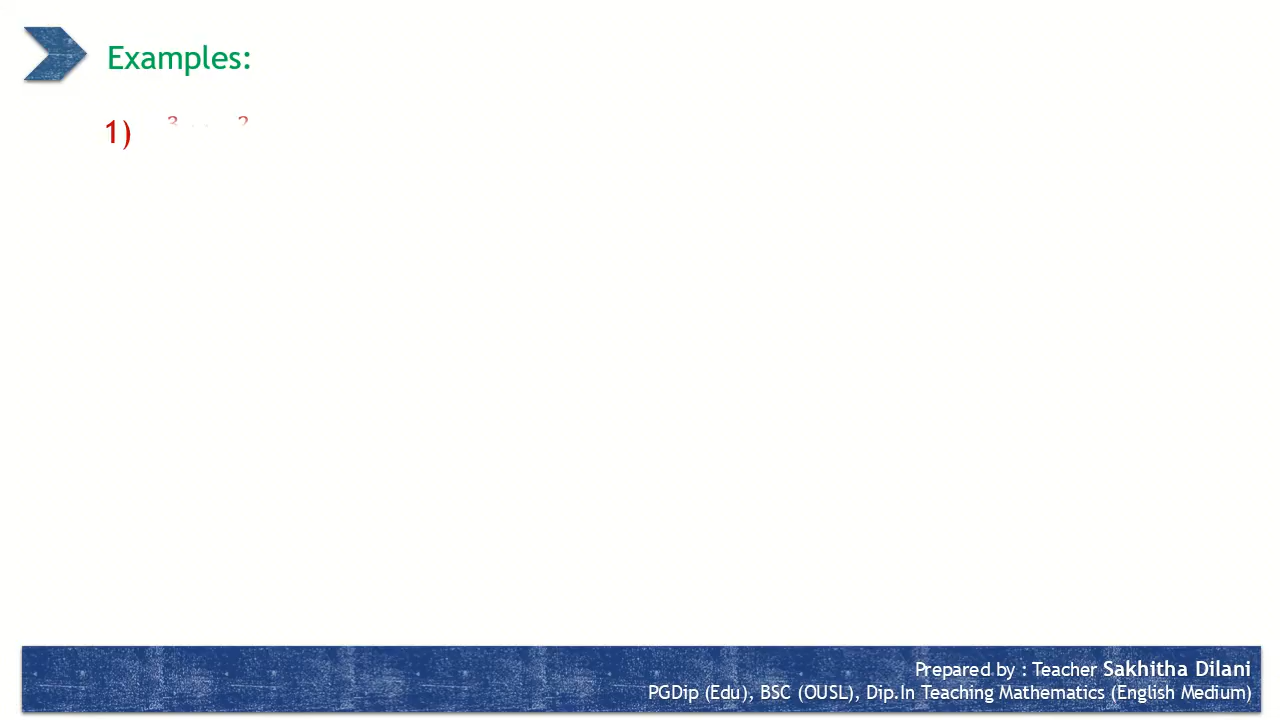 Examples:
1)
Prepared by : Teacher Sakhitha Dilani
PGDip (Edu), BSC (OUSL), Dip.In Teaching Mathematics (English Medium)